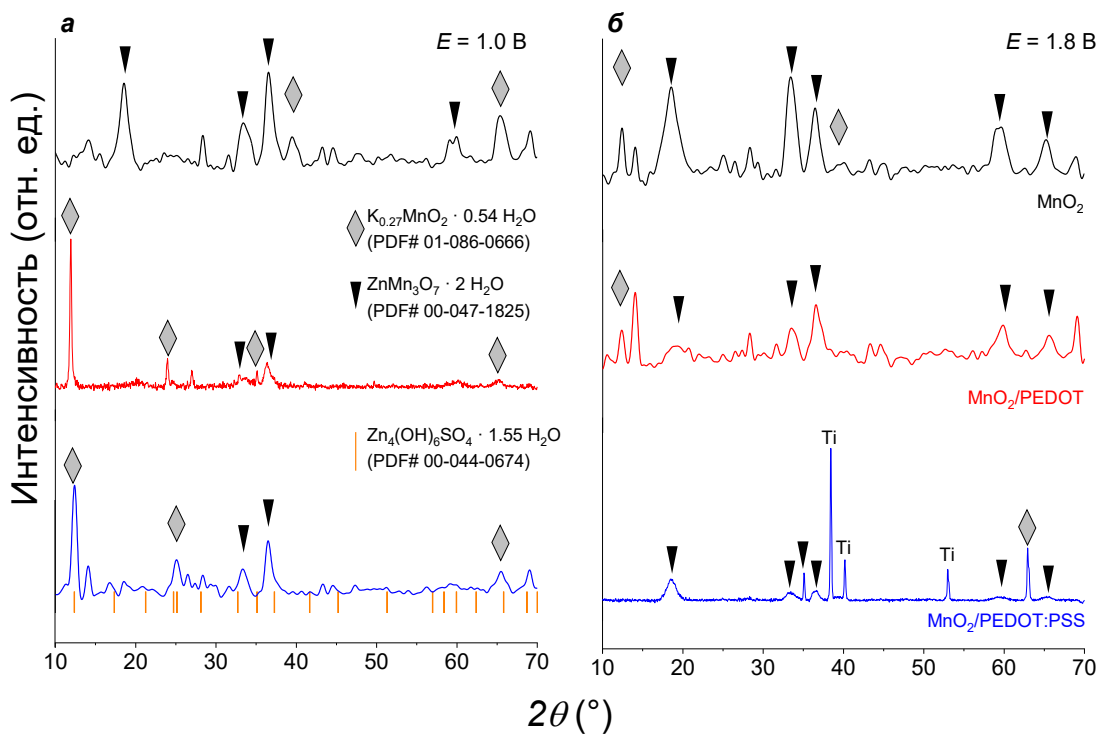 а
E = 1.0 В
K₀.₂₇MnO₂ · 0.54 H₂O
(PDF# 01-086-0666)
ZnMn₃O₇ · 2 H₂O
(PDF# 00-047-1825)
Zn₄(OH)₆SO₄ · 1.55 H₂O
(PDF# 00-044-0674)
Интенсивность (отн. ед.)
10 20 30 40 50 60 70
б
E = 1.8 В
MnO₂
MnO₂/PEDOT
Ti
Ti
Ti
MnO₂/PEDOT:PSS
10 20 30 40 50 60 70
2θ (°)